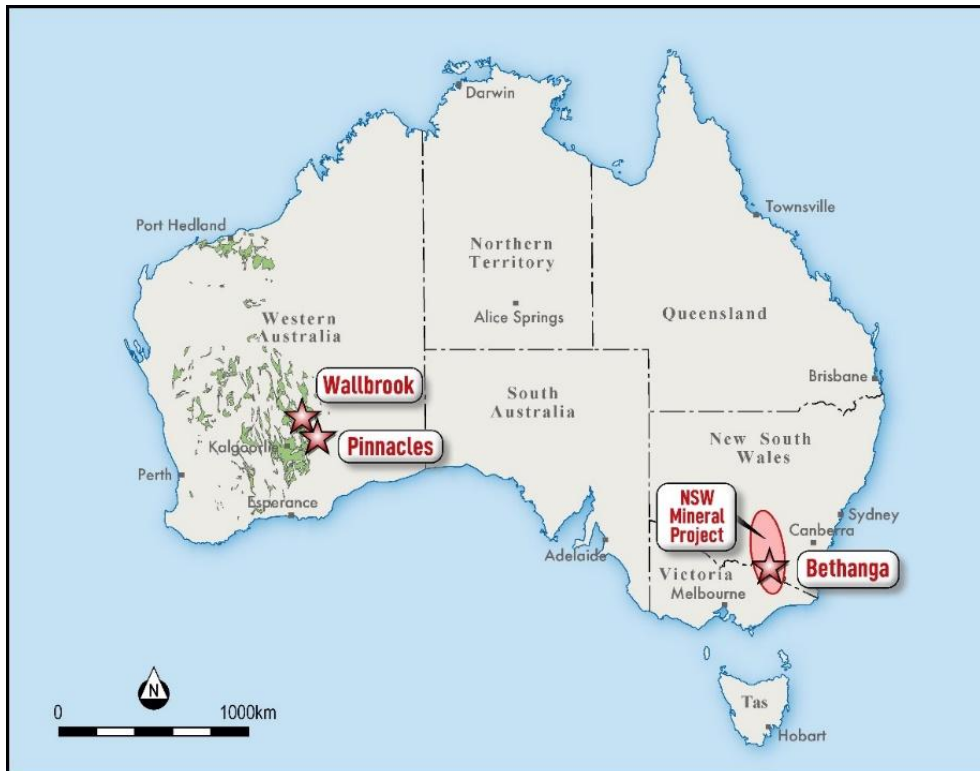 Darwin
Townsville
Port Hedland
Northern
Territory
Alice Springs
Queensland
Western
Australia
Wallbrook
Brisbane
South
Australia
New South
Wales
Kalgoorlie
Pinnacles
Perth
Esperance
NSW
Mineral
Project
Sydney
Canberra
Adelaide
Victoria
Bethanga
Melbourne
N
0 1000km
Tas
Hobart